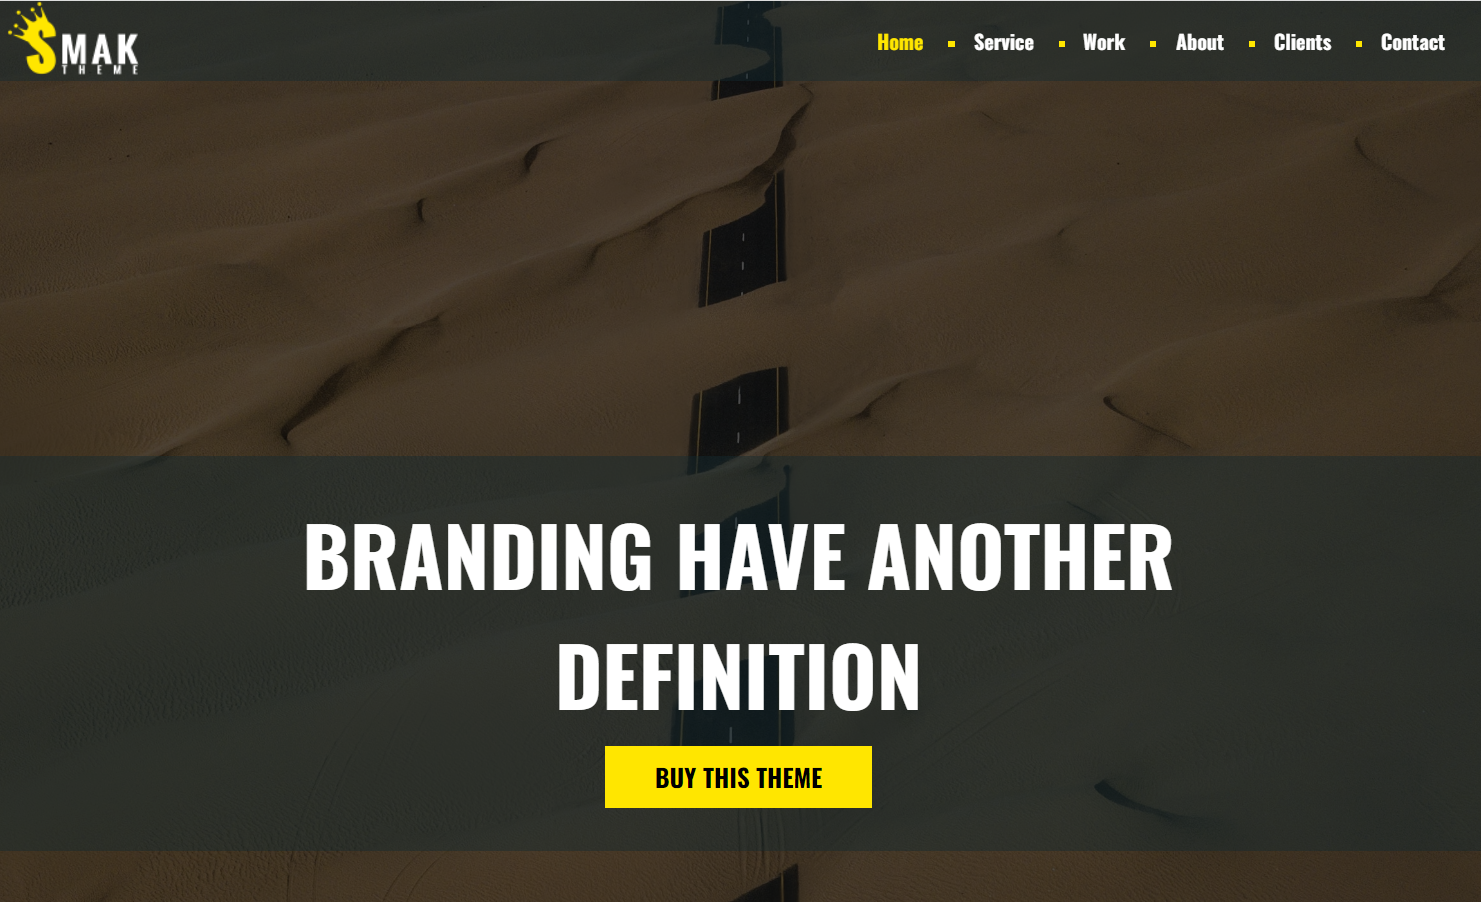 SMAK
THEME
Home Service Work About Clients Contact
BRANDING HAVE ANOTHER
DEFINITION
BUY THIS THEME